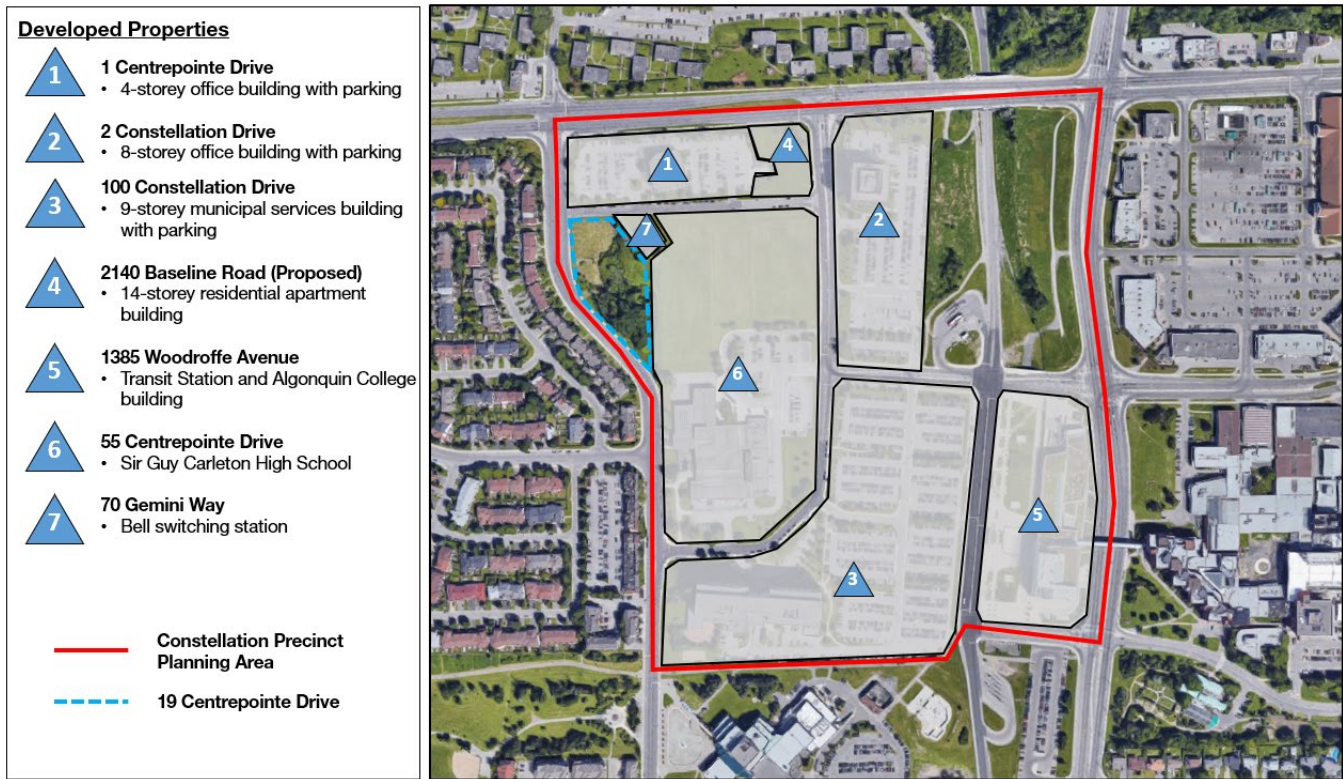 Developed Properties
1
1 Centrepointe Drive
• 4-storey office building with parking
2
2 Constellation Drive
• 8-storey office building with parking
3
100 Constellation Drive
• 9-storey municipal services building
with parking
4
2140 Baseline Road (Proposed)
• 14-storey residential apartment
building
5
1385 Woodroffe Avenue
• Transit Station and Algonquin College
building
6
55 Centrepointe Drive
• Sir Guy Carleton High School
7
70 Gemini Way
• Bell switching station
Constellation Precinct
Planning Area
19 Centrepointe Drive
1
4
2
7
6
5
3